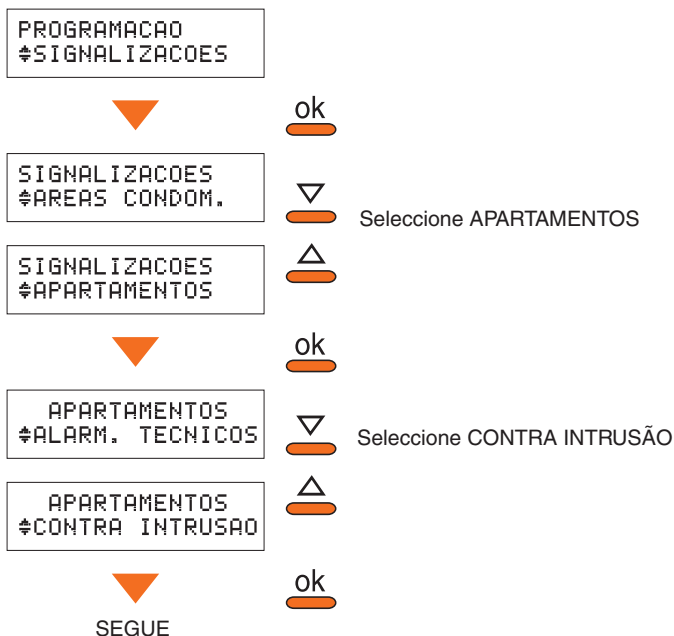 PROGRAMACAO
SIGNALIZACOES
ok
SIGNALIZACOES
AREAS CONDOM.
Seleccione APARTAMENTOS
SIGNALIZACOES
APARTAMENTOS
ok
APARTAMENTOS
ALARM. TECNICOS
Seleccione CONTRA INTRUSÃO
APARTAMENTOS
CONTRA INTRUSAO
ok
SEGUE